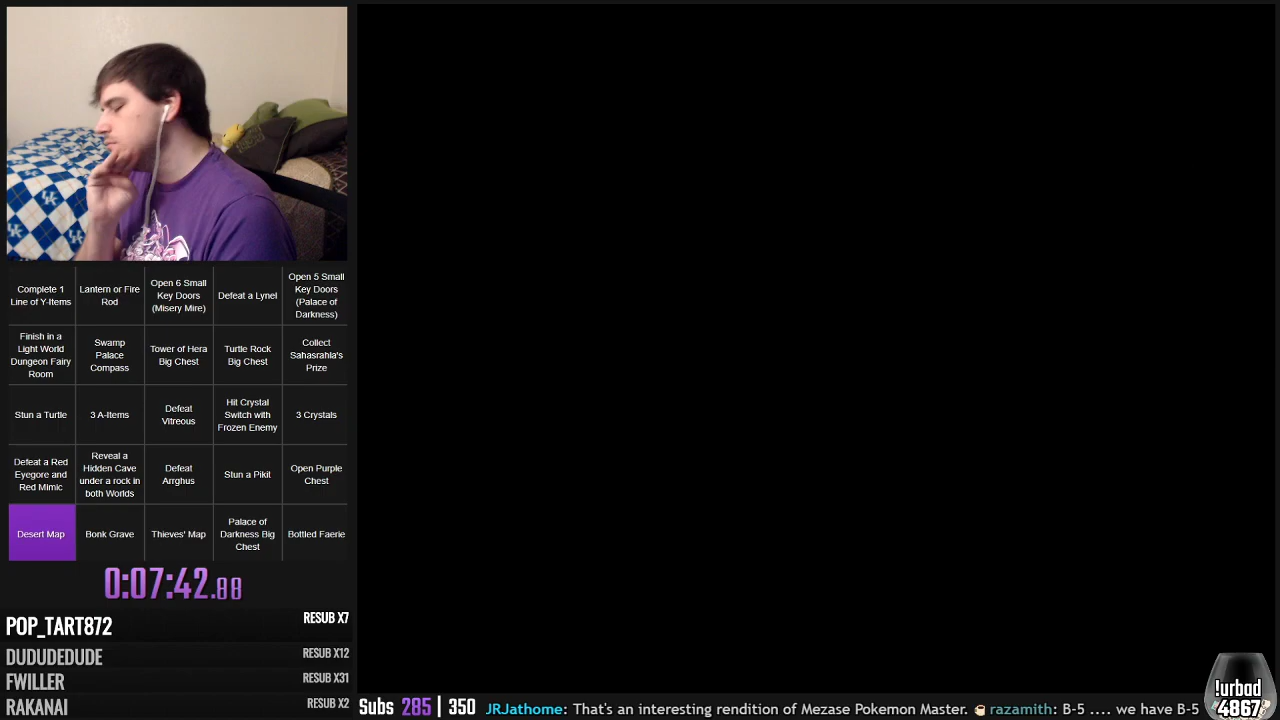 Complete 1
Line of Y-Items
Lantern or Fire
Rod
Open 6 Small
Key Doors
(Misery Mire)
Defeat a Lynel
Open 5 Small
Key Doors
(Palace of
Darkness)
Finish in a
Light World
Dungeon Fairy
Room
Swamp
Palace
Compass
Tower of Hera
Big Chest
Turtle Rock
Big Chest
Collect
Sahasrahla's
Prize
Stun a Turtle
3 A-Items
Defeat
Vitreous
Hit Crystal
Switch with
Frozen Enemy
3 Crystals
Defeat a Red
Eyegore and
Red Mimic
Reveal a
Hidden Cave
under a rock in
both Worlds
Defeat
Arrghus
Stun a Pikit
Open Purple
Chest
Desert Map
Bonk Grave
Thieves' Map
Palace of
Darkness Big
Chest
Bottled Faerie
0:07:42.88
POP_TART872 RESUB X7
DUDUDEDUDE RESUB X12
FWILLER RESUB X31
RAKANAI RESUB X2
Subs 285 | 350 JRJathome: That's an interesting rendition of Mezase Pokemon Master. razamith: B-5 .... we have B-5
!urbad
4867